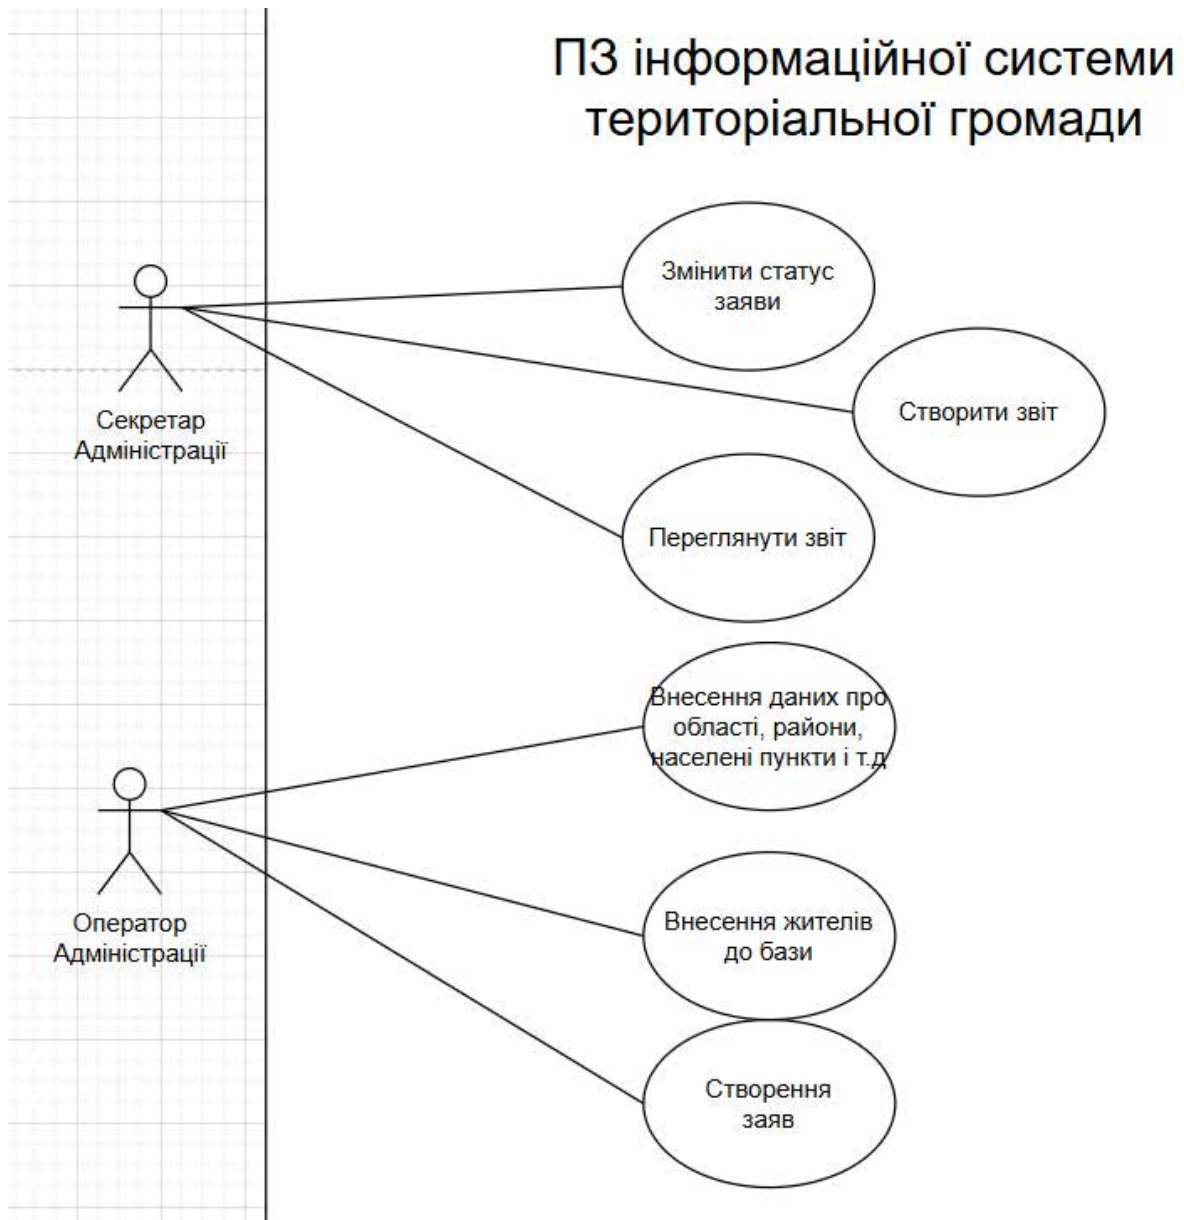 ПЗ інформаційної системи
територіальної громади
Змінити статус
заяви
Створити звіт
Секретар
Адміністрації
Переглянути звіт
Внесення даних про
області, райони,
населені пункти і т.д
Оператор
Адміністрації
Внесення жителів
до бази
Створення
заяв